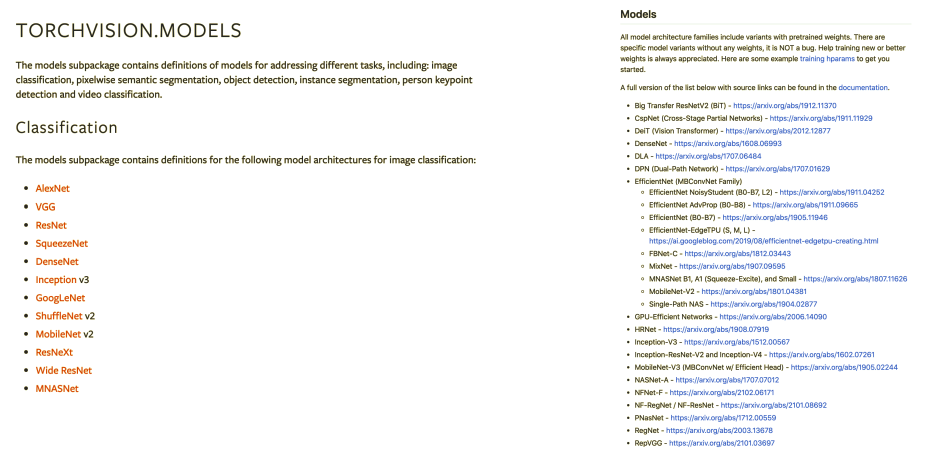 TORCHVISION.MODELS
The models subpackage contains definitions of models for addressing different tasks, including: image
classification, pixelwise semantic segmentation, object detection, instance segmentation, person keypoint
detection and video classification.
Classification
The models subpackage contains definitions for the following model architectures for image classification:
• AlexNet
• VGG
• ResNet
• SqueezeNet
• DenseNet
• Inception v3
• GoogLeNet
• ShuffleNet v2
• MobileNet v2
• ResNeXt
• Wide ResNet
• MNASNet
Models
All model architecture families include variants with pretrained weights. There are
specific model variants without any weights, it is NOT a bug. Help training new or better
weights is always appreciated. Here are some example training hparams to get you
started.
A full version of the list below with source links can be found in the documentation.
• Big Transfer ResNetV2 (BiT) - https://arxiv.org/abs/1912.11370
• CspNet (Cross-Stage Partial Networks) - https://arxiv.org/abs/1911.11929
• DeiT (Vision Transformer) - https://arxiv.org/abs/2012.12877
• DenseNet - https://arxiv.org/abs/1608.06993
• DLA - https://arxiv.org/abs/1707.06484
• DPN (Dual-Path Network) - https://arxiv.org/abs/1707.01629
• EfficientNet (MBConvNet Family)
◦ EfficientNet NoisyStudent (B0-B7, L2) - https://arxiv.org/abs/1911.04252
◦ EfficientNet AdvProp (B0-B8) - https://arxiv.org/abs/1911.09665
◦ EfficientNet (B0-B7) - https://arxiv.org/abs/1905.11946
◦ EfficientNet-EdgeTPU (S, M, L) -
https://ai.googleblog.com/2019/08/efficientnet-edgetpu-creating.html
◦ FBNet-C - https://arxiv.org/abs/1812.03443
◦ MixNet - https://arxiv.org/abs/1907.09595
◦ MNASNet B1, A1 (Squeeze-Excite), and Small - https://arxiv.org/abs/1807.11626
◦ MobileNet-V2 - https://arxiv.org/abs/1801.04381
◦ Single-Path NAS - https://arxiv.org/abs/1904.02877
• GPU-Efficient Networks - https://arxiv.org/abs/2006.14090
• HRNet - https://arxiv.org/abs/1908.07919
• Inception-V3 - https://arxiv.org/abs/1512.00567
• Inception-ResNet-V2 and Inception-V4 - https://arxiv.org/abs/1602.07261
• MobileNet-V3 (MBConvNet w/ Efficient Head) - https://arxiv.org/abs/1905.02244
• NASNet-A - https://arxiv.org/abs/1707.07012
• NFNet-F - https://arxiv.org/abs/2102.06171
• NF-RegNet / NF-ResNet - https://arxiv.org/abs/2101.08692
• PNasNet - https://arxiv.org/abs/1712.00559
• RegNet - https://arxiv.org/abs/2003.13678
• RepVGG - https://arxiv.org/abs/2101.03697